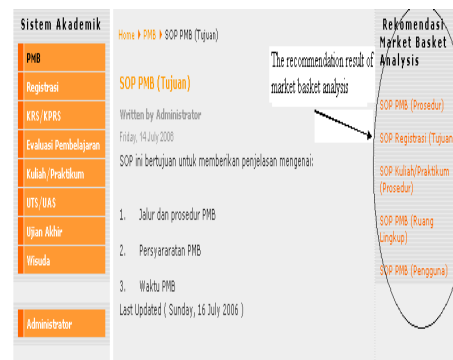 Sistem Akademik
PMB
Registrasi
KRS/KPRS
Evaluasi Pembelajaran
Kuliah/Praktikum
UTS/UAS
Ujian Akhir
Wisuda
Administrator
Home PMB SOP PMB (Tujuan)
SOP PMB (Tujuan)
Written by Administrator
Friday, 14 July 2006
SOP ini bertujuan untuk memberikan penjelasan mengenai:
1. Jalur dan prosedur PMB
2. Persyararatan PMB
3. Waktu PMB
Last Updated ( Sunday, 16 July 2006 )
The recommendation result of
market basket analysis
Rekomendasi
Market Basket
Analysis
SOP PMB (Prosedur)
SOP Registrasi (Tujuan
SOP Kuliah/Praktikum
(Prosedur)
SOP PMB (Ruang
Lingkup)
SOP PMB (Pengguna)